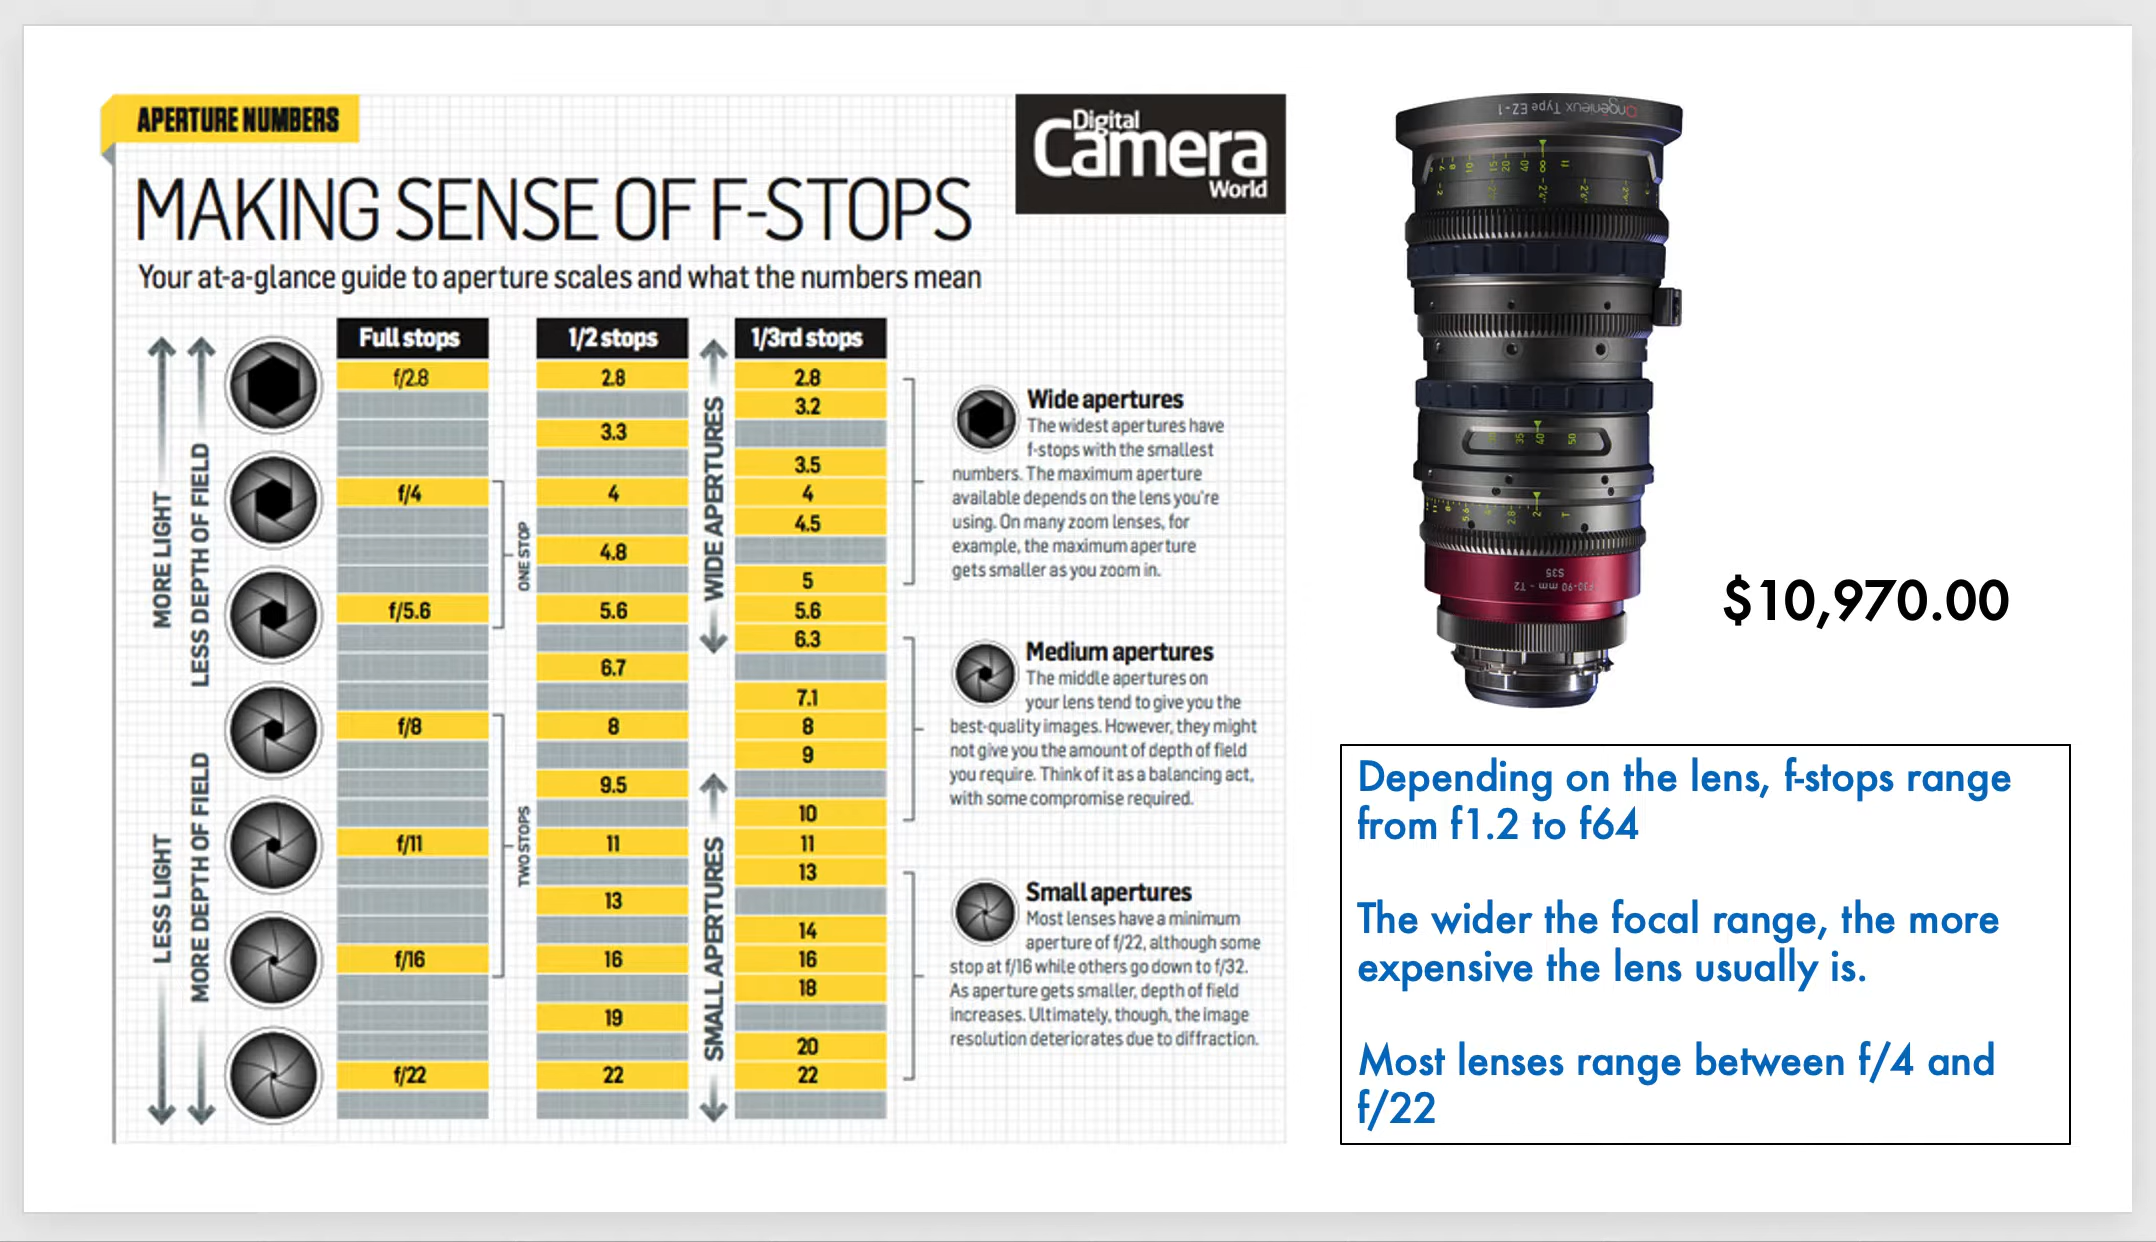 APERTURE NUMBERS
Digital
Camera
World
MAKING SENSE OF F-STOPS
Your at-a-glance guide to aperture scales and what the numbers mean
MORE LIGHT
LESS DEPTH OF FIELD
LESS LIGHT
MORE DEPTH OF FIELD
Full stops
f/2.8
f/4
f/5.6
f/8
f/11
f/16
f/22
ONE STOP
TWO STOPS
1/2 stops
2.8
3.3
4
4.8
5.6
6.7
8
9.5
11
13
16
19
22
WIDE APERTURES
SMALL APERTURES
1/3rd stops
2.8
3.2
3.5
4
4.5
5
5.6
6.3
7.1
8
9
10
11
13
14
16
18
20
22
Wide apertures
The widest apertures have
f-stops with the smallest
numbers. The maximum aperture
available depends on the lens you're
using. On many zoom lenses, for
example, the maximum aperture
gets smaller as you zoom in.
Medium apertures
The middle apertures on
your lens tend to give you the
best-quality images. However, they might
not give you the amount of depth of field
you require. Think of it as a balancing act,
with some compromise required.
Small apertures
Most lenses have a minimum
aperture of f/22, although some
stop at f/16 while others go down to f/32.
As aperture gets smaller, depth of field
increases. Ultimately, though, the image
resolution deteriorates due to diffraction.
Angénieux Type EZ-1
35 40 50
S35
30-90 mm - T2
$10,970.00
Depending on the lens, f-stops range
from f1.2 to f64
The wider the focal range, the more
expensive the lens usually is.
Most lenses range between f/4 and
f/22